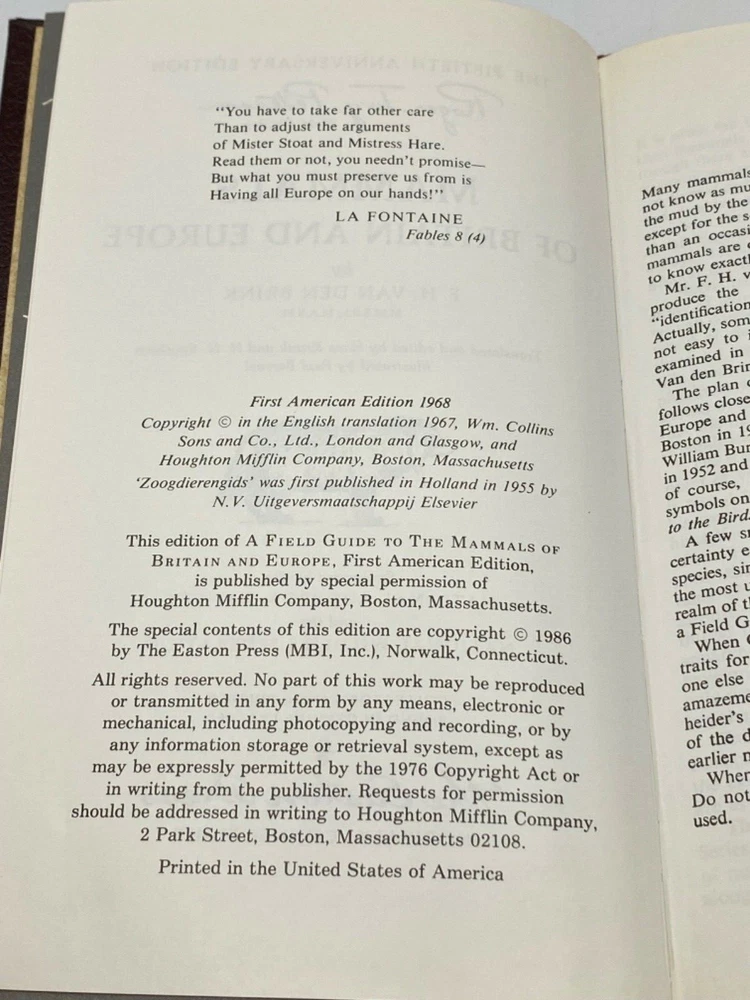 "You have to take far other care
Than to adjust the arguments
of Mister Stoat and Mistress Hare.
Read them or not, you needn't promise—
But what you must preserve us from is
Having all Europe on our hands!"
LA FONTAINE
Fables 8 (4)
First American Edition 1968
Copyright © in the English translation 1967, Wm. Collins
Sons and Co., Ltd., London and Glasgow, and
Houghton Mifflin Company, Boston, Massachusetts
'Zoogdierengids' was first published in Holland in 1955 by
N.V. Uitgeversmaatschappij Elsevier
This edition of A FIELD GUIDE TO THE MAMMALS OF
BRITAIN AND EUROPE, First American Edition,
is published by special permission of
Houghton Mifflin Company, Boston, Massachusetts.
The special contents of this edition are copyright © 1986
by The Easton Press (MBI, Inc.), Norwalk, Connecticut.
All rights reserved. No part of this work may be reproduced
or transmitted in any form by any means, electronic or
mechanical, including photocopying and recording, or by
any information storage or retrieval system, except as
may be expressly permitted by the 1976 Copyright Act or
in writing from the publisher. Requests for permission
should be addressed in writing to Houghton Mifflin Company,
2 Park Street, Boston, Massachusetts 02108.
Printed in the United States of America
Many mammals
not know as
the mud by the
except for the
than an
mammals are
to know
Mr. F. H.
produce the
Actually,
not easy to
examined in
Van den
The plan
follows
Europe and
Boston in
William
in 1952 and
of course,
symbols on
to the Bird
A few
certainty
species,
the most
realm of
a Field
When
traits for
one else
heider's
of the
earlier
When
Do not
used.